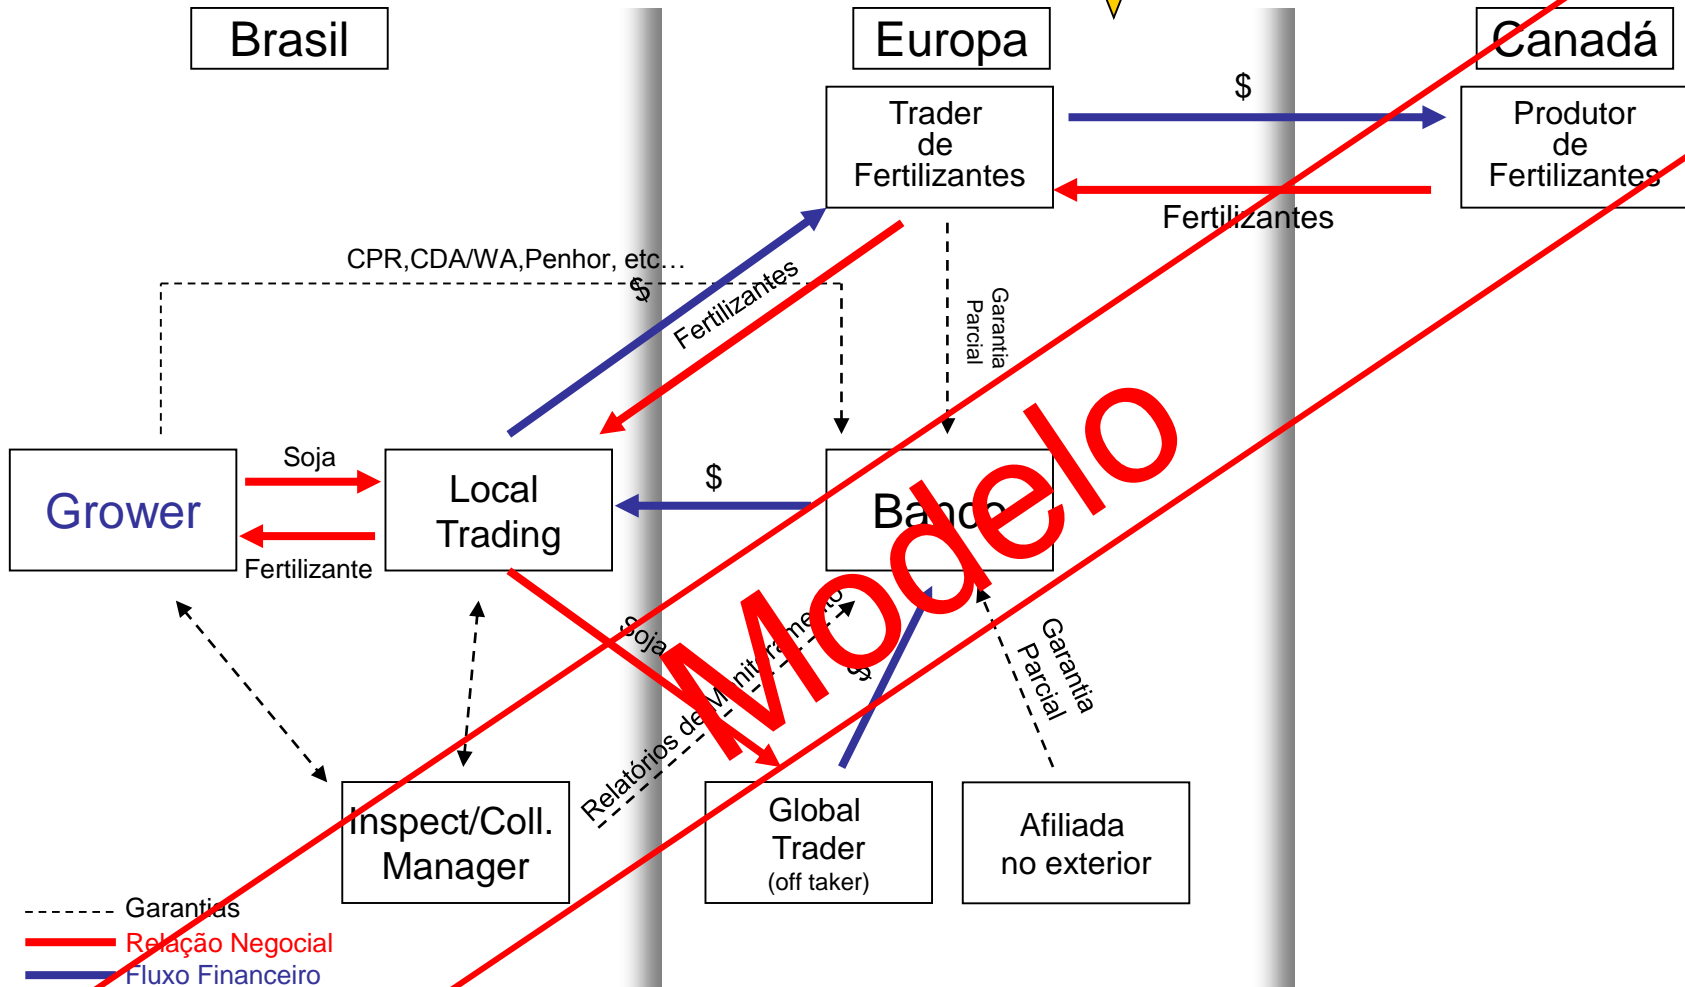 Brasil
Europa
Canadá
Trader
de
Fertilizantes
$
Produtor
de
Fertilizantes
Fertilizantes
CPR,CDA/WA,Penhor, etc...
$
Fertilizantes
Garantia
Parcial
Grower
Soja
Fertilizante
Local
Trading
$
Banco
Modelo
Soja
Relatórios de Monitoramento
$
Garantia
Parcial
Inspect/Coll.
Manager
Global
Trader
(off taker)
Afiliada
no exterior
Garantias
Relação Negocial
Fluxo Financeiro